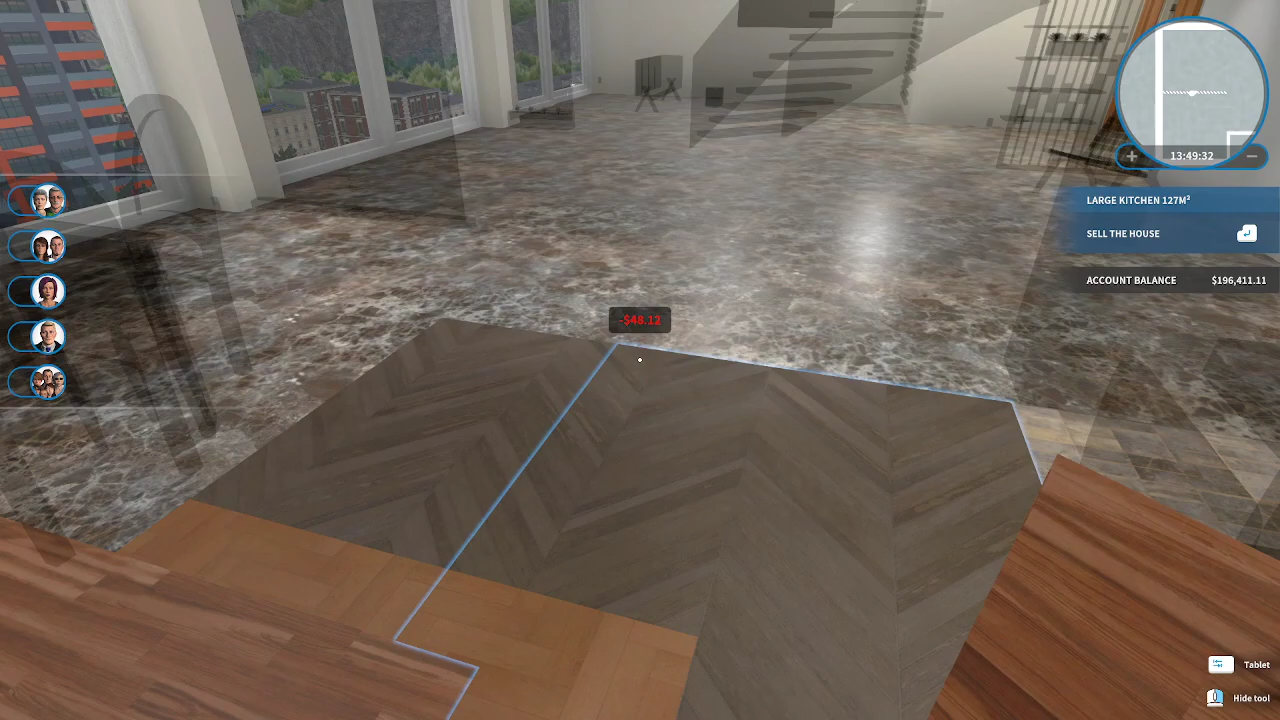 13:49:32
LARGE KITCHEN 127M²
SELL THE HOUSE
ACCOUNT BALANCE $196,411.11
-$48.12
Tablet
Hide tool